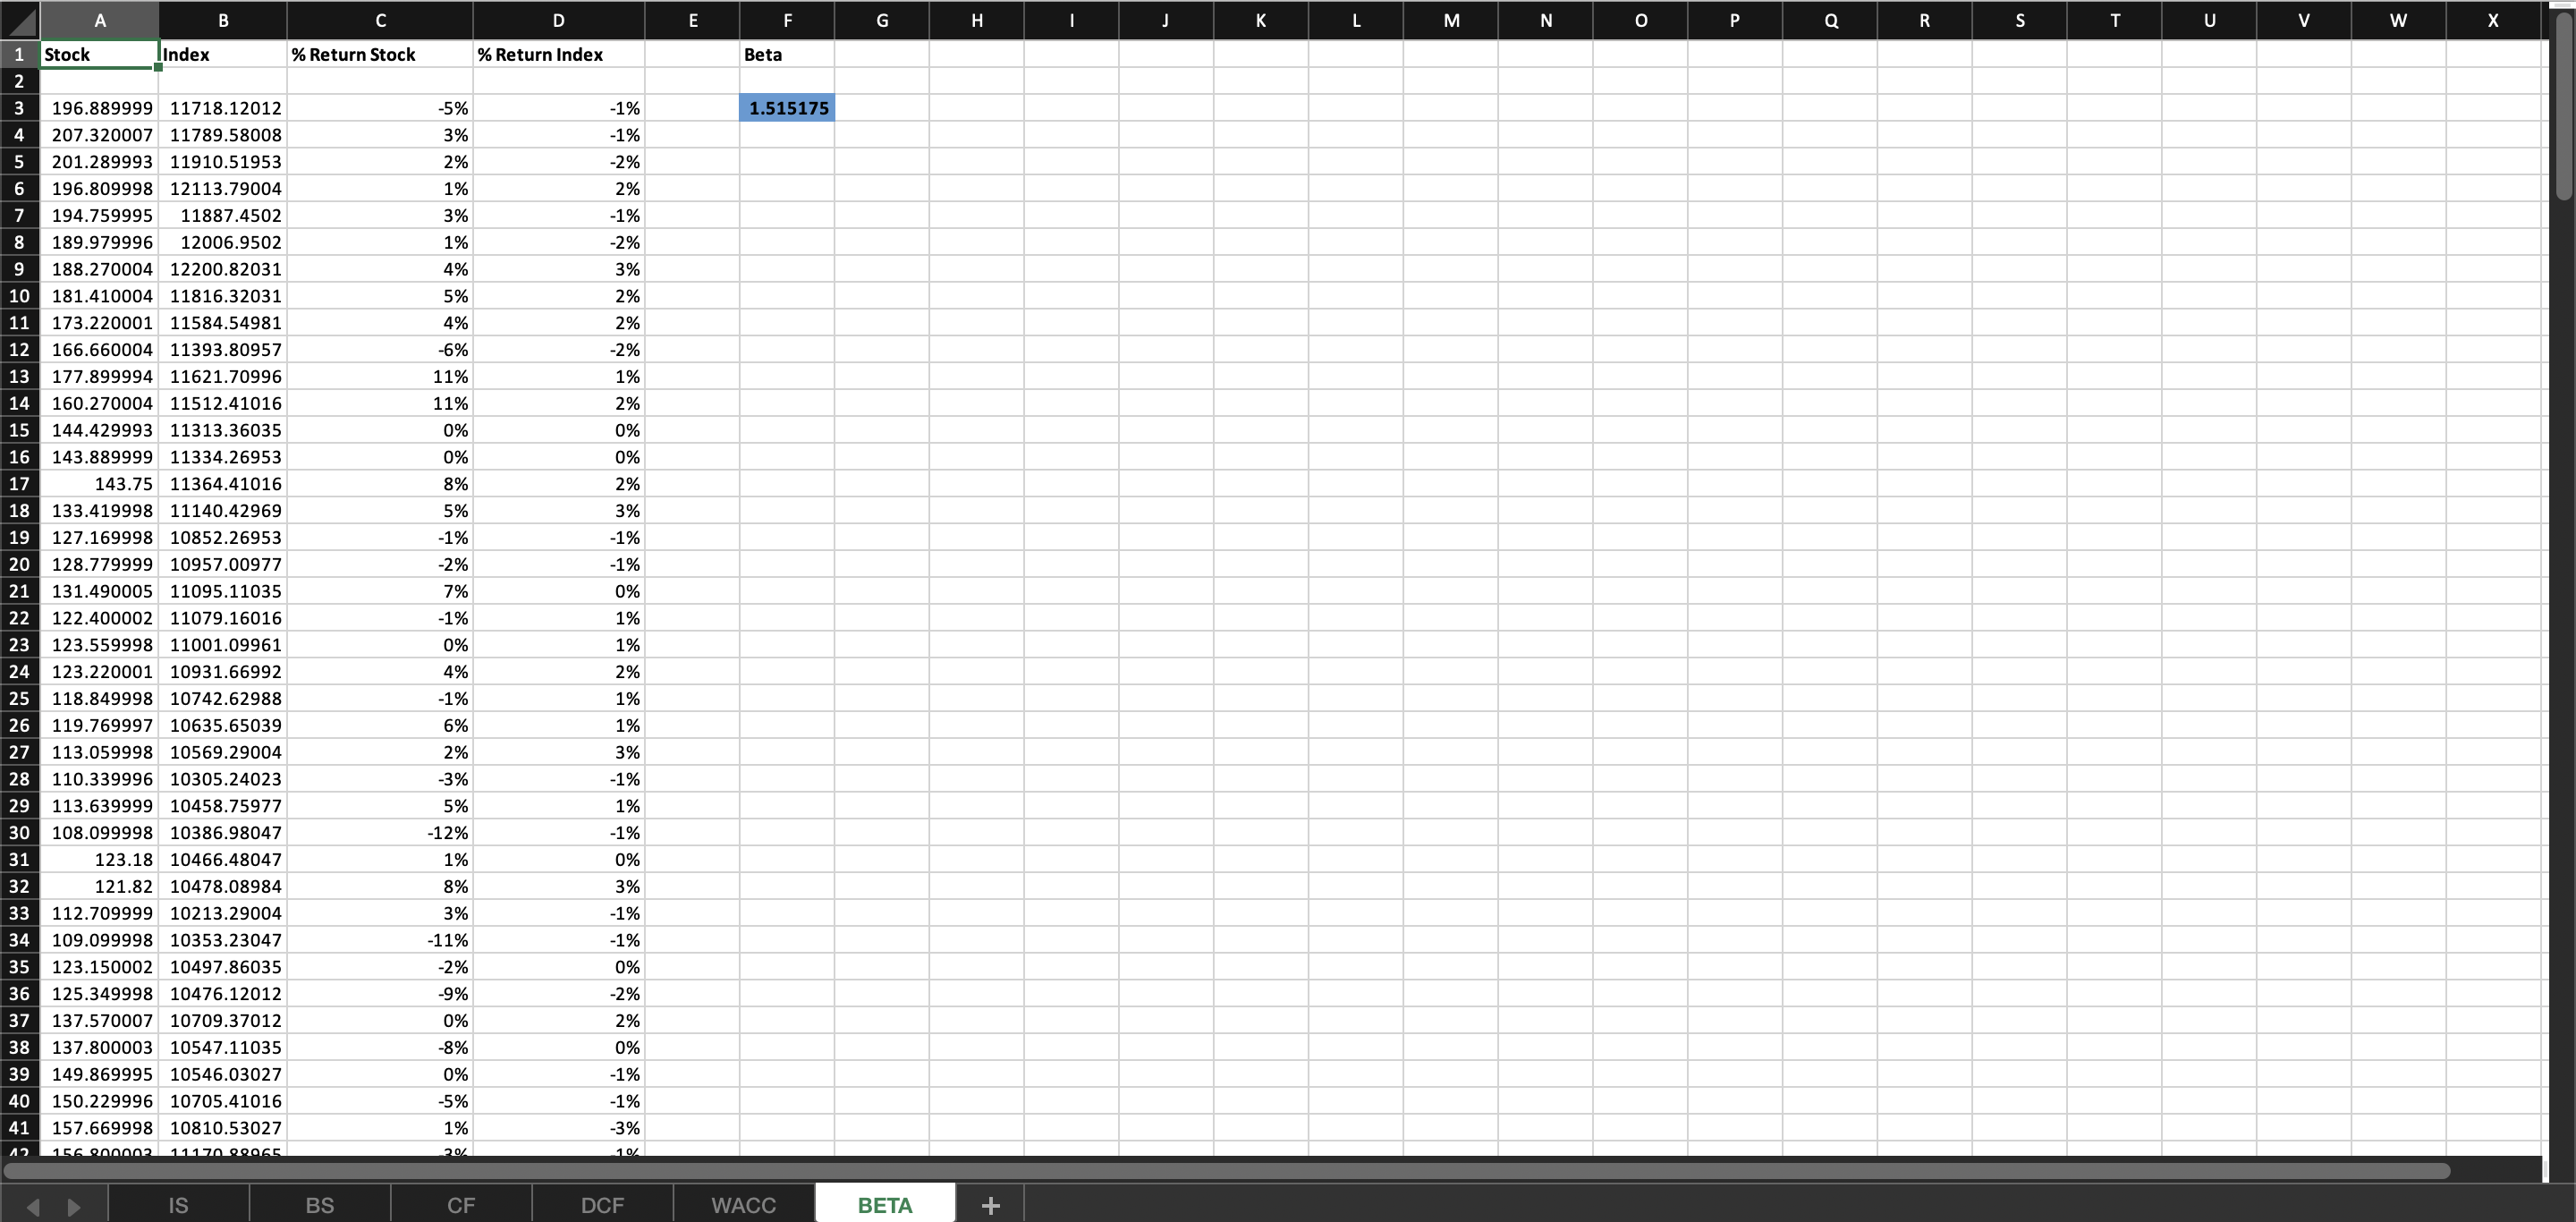 A B C D E F G H I J K L M N O P Q R S T U V W X
1 Stock Index % Return Stock % Return Index Beta
2
3 196.889999 11718.12012 -5% -1% 1.515175
4 207.320007 11789.58008 3% -1%
5 201.289993 11910.51953 2% -2%
6 196.809998 12113.79004 1% 2%
7 194.759995 11887.4502 3% -1%
8 189.979996 12006.9502 1% -2%
9 188.270004 12200.82031 4% 3%
10 181.410004 11816.32031 5% 2%
11 173.220001 11584.54981 4% 2%
12 166.660004 11393.80957 -6% -2%
13 177.899994 11621.70996 11% 1%
14 160.270004 11512.41016 11% 2%
15 144.429993 11313.36035 0% 0%
16 143.889999 11334.26953 0% 0%
17 143.75 11364.41016 8% 2%
18 133.419998 11140.42969 5% 3%
19 127.169998 10852.26953 -1% -1%
20 128.779999 10957.00977 -2% -1%
21 131.490005 11095.11035 7% 0%
22 122.400002 11079.16016 -1% 1%
23 123.559998 11001.09961 0% 1%
24 123.220001 10931.66992 4% 2%
25 118.849998 10742.62988 -1% 1%
26 119.769997 10635.65039 6% 1%
27 113.059998 10569.29004 2% 3%
28 110.339996 10305.24023 -3% -1%
29 113.639999 10458.75977 5% 1%
30 108.099998 10386.98047 -12% -1%
31 123.18 10466.48047 1% 0%
32 121.82 10478.08984 8% 3%
33 112.709999 10213.29004 3% -1%
34 109.099998 10353.23047 -11% -1%
35 123.150002 10497.86035 -2% 0%
36 125.349998 10476.12012 -9% -2%
37 137.570007 10709.37012 0% 2%
38 137.800003 10547.11035 -8% 0%
39 149.869995 10546.03027 0% -1%
40 150.229996 10705.41016 -5% -1%
41 157.669998 10810.53027 1% -3%
42 156.800003 11170.88965 -3% -1%
IS BS CF DCF WACC BETA +